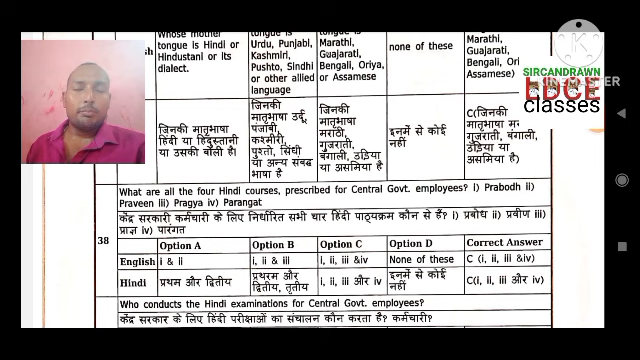 Whose mother
tongue is Hindi or
Hindustani or its
dialect.
tongue is
Urdu, Punjabi,
Kashmiri,
Pushto, Sindhi
or other allied
language
tongue is
Marathi,
Guajarati,
Bengali, Oriya,
or Assamese
none of these
Marathi,
Guajarati,
Bengali, Ori
Assamese)
जिनकी मातृभाषा
हिंदी या हिंदुस्तानी
या उसकी बोली है।
जिनकी
मातृभाषा उर्दू,
पंजाबी,
कश्मीरी,
पुश्तो, सिंधी
या अन्य संबद्ध
भाषा है
जिनकी
मातृभाषा
मराठी,
गुजराती,
बंगाली, उड़िया
या असमिया है
इनमें से कोई
नहीं
C(जिनकी
मातृभाषा
गुजराती, बंगाली,
उड़िया या
असमिया है)
SIRCANDRAWN
EDCE
classes
KINEMASTER
What are all the four Hindi courses, prescribed for Central Govt. employees? i) Prabodh ii)
Praveen iii) Pragya iv) Parangat
केंद्र सरकारी कर्मचारी के लिए निर्धारित सभी चार हिंदी पाठ्यक्रम कौन से हैं? i) प्रबोध ii) प्रवीण iii)
प्राज्ञ iv) पारंगत
38
Option A Option B Option C Option D Correct Answer
English i & ii i, ii & iii i, ii, iii &iv None of these C (i, ii, iii &iv)
Hindi प्रथम और द्वितीय प्रथम और द्वितीय, तृतीय i, ii, iii और iv इनमें से कोई नहीं C(i, ii, iii और iv)
Who conducts the Hindi examinations for Central Govt. employees?
केंद्र सरकार के लिए हिंदी परीक्षाओं का संचालन कौन करता है? कर्मचारी?